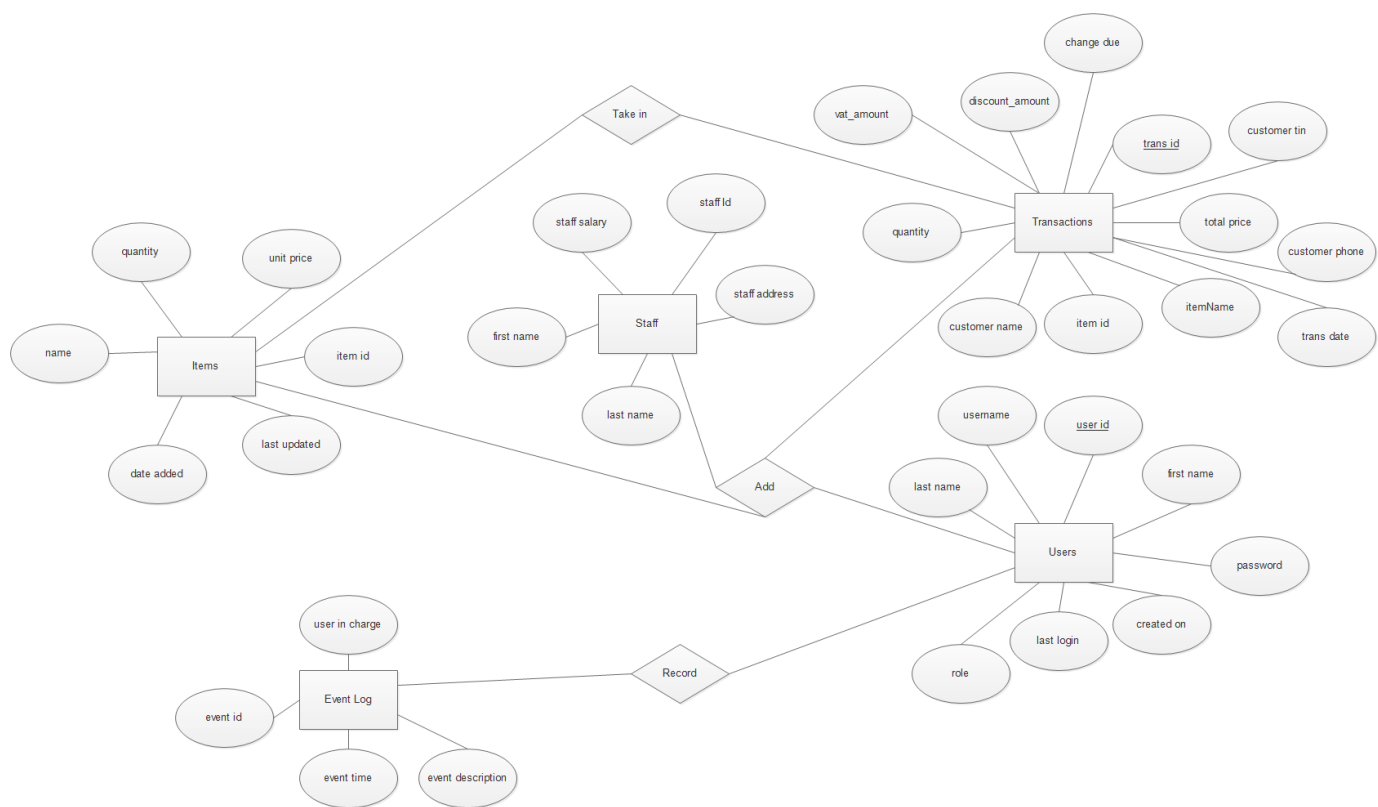 change due
discount_amount
vat_amount
Take in
customer tin
trans id
staff Id
staff salary
Transactions
total price
quantity
quantity
customer phone
unit price
staff address
itemName
Staff
item id
customer name
first name
trans date
name
item id
Items
last name
username
user id
last updated
date added
first name
last name
Add
Users
password
user in charge
created on
last login
role
Record
Event Log
event id
event time
event description